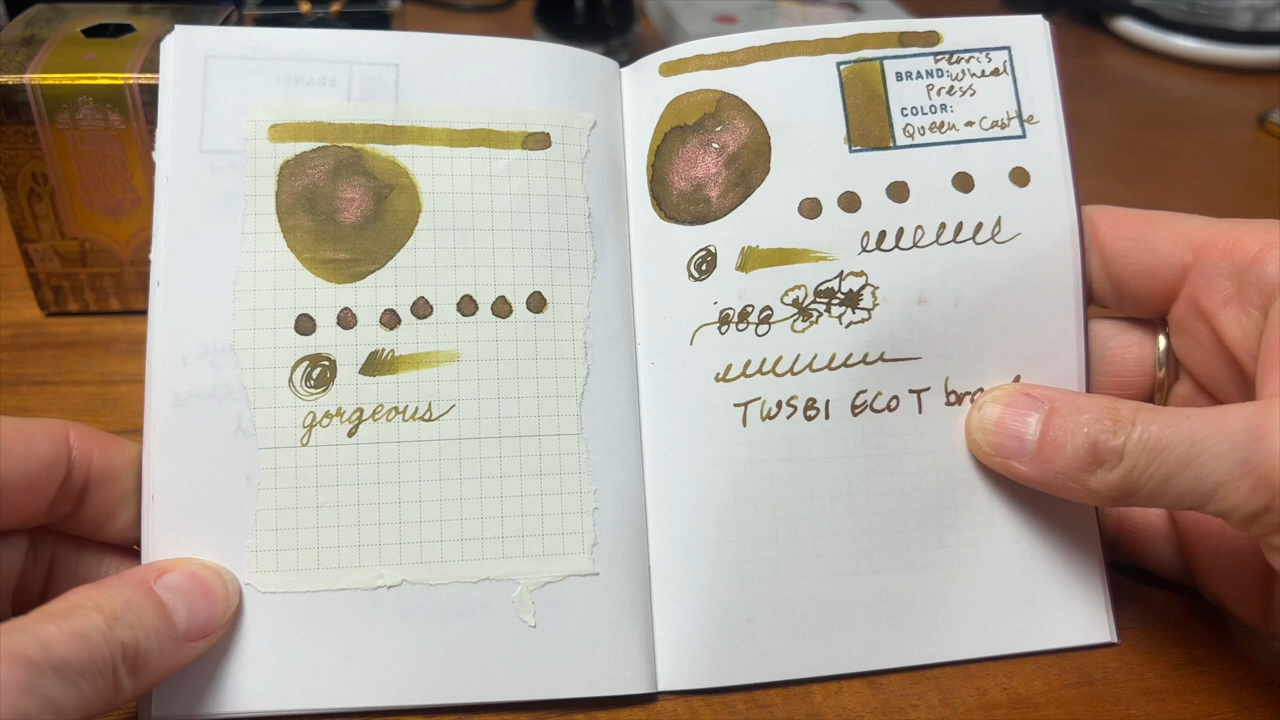 gorgeous
Ferris
BRAND: Wheel
Press
COLOR:
Queen + Castle
TWSBI ECO T